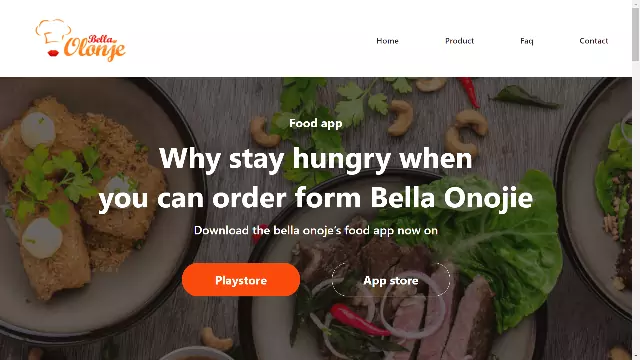 Bella
Olonje
Home
Product
Faq
Contact
Food app
Why stay hungry when
you can order form Bella Onojie
Download the bella onoje's food app now on
Playstore
App store